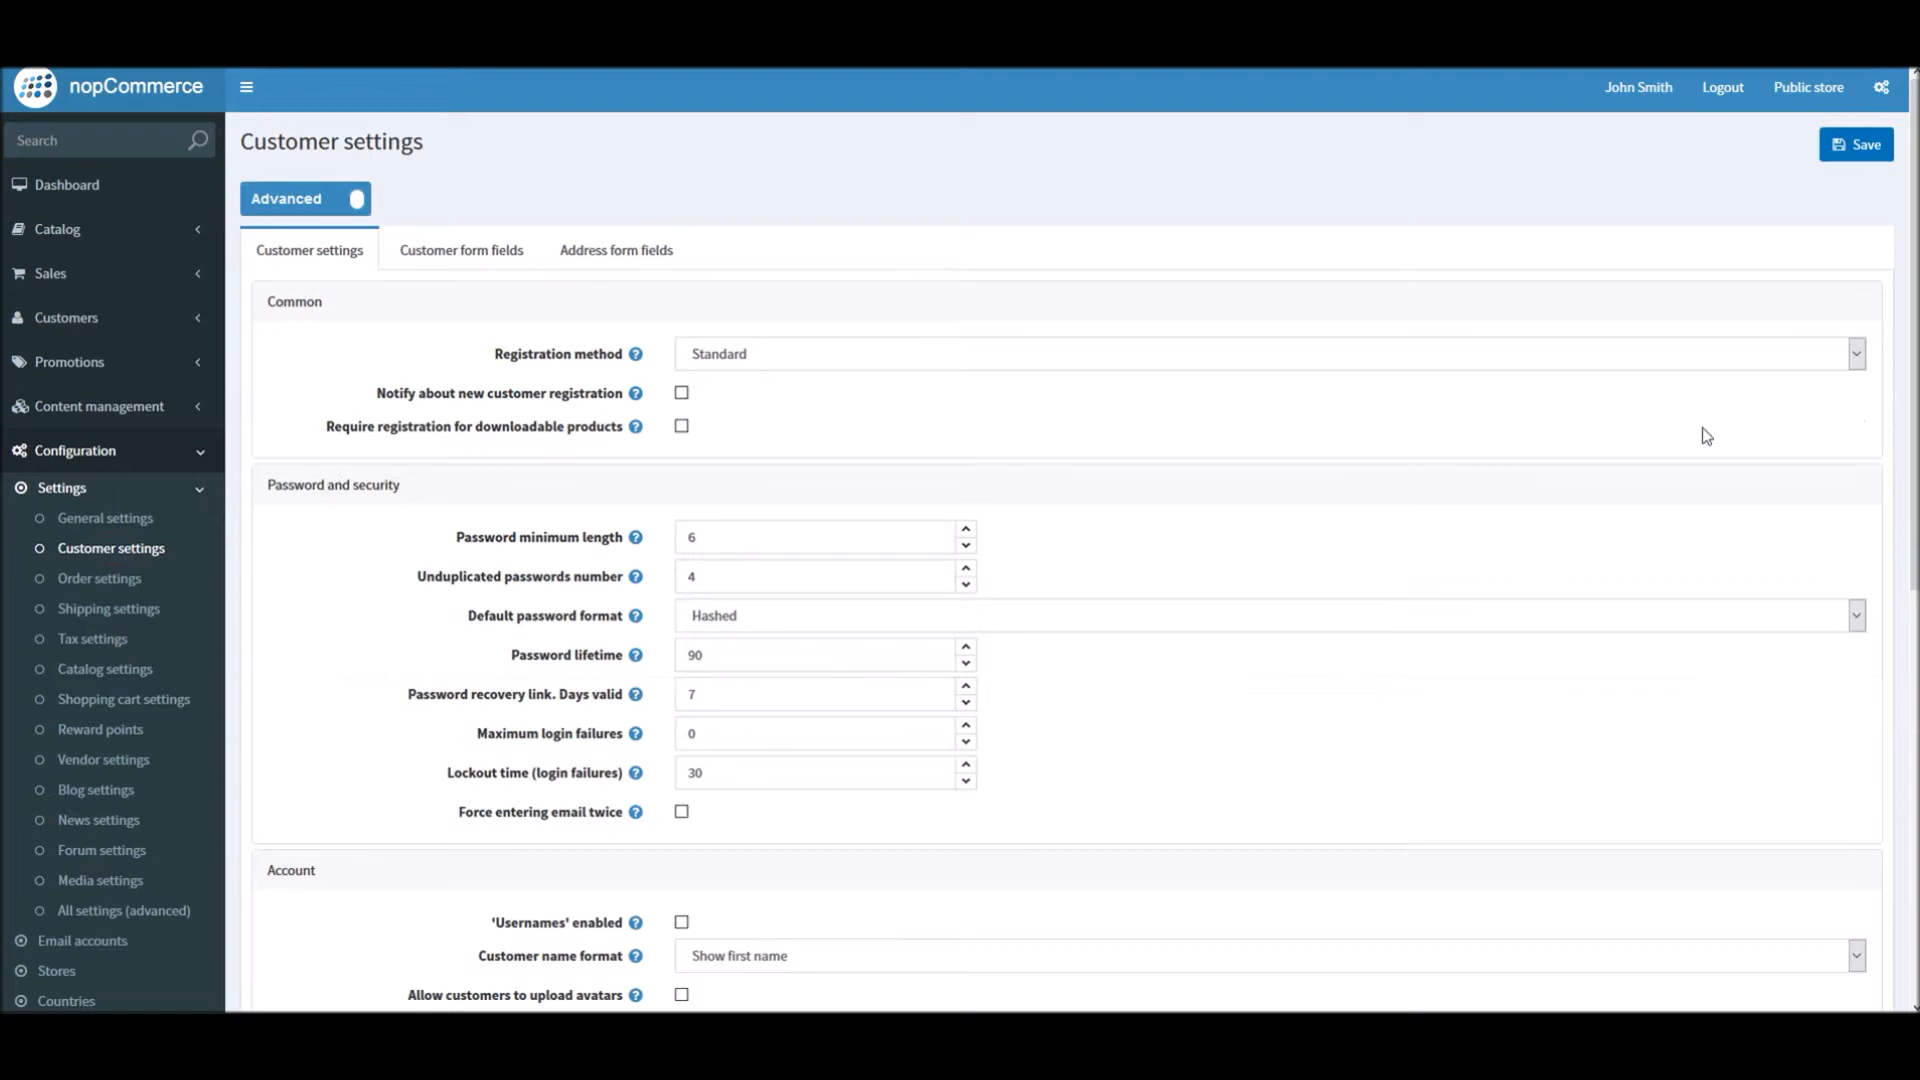 nopCommerce
John Smith
Logout
Public store
Search
Customer settings
Save
Dashboard
Advanced
Catalog
Customer settings
Customer form fields
Address form fields
Sales
Common
Customers
Registration method
Standard
Promotions
Notify about new customer registration
Content management
Require registration for downloadable products
Configuration
Settings
Password and security
General settings
Password minimum length
6
Customer settings
Unduplicated passwords number
4
Order settings
Shipping settings
Default password format
Hashed
Tax settings
Password lifetime
90
Catalog settings
Password recovery link. Days valid
7
Shopping cart settings
Reward points
Maximum login failures
0
Vendor settings
Lockout time (login failures)
30
Blog settings
Force entering email twice
News settings
Forum settings
Account
Media settings
All settings (advanced)
'Usernames' enabled
Email accounts
Customer name format
Show first name
Stores
Allow customers to upload avatars
Countries